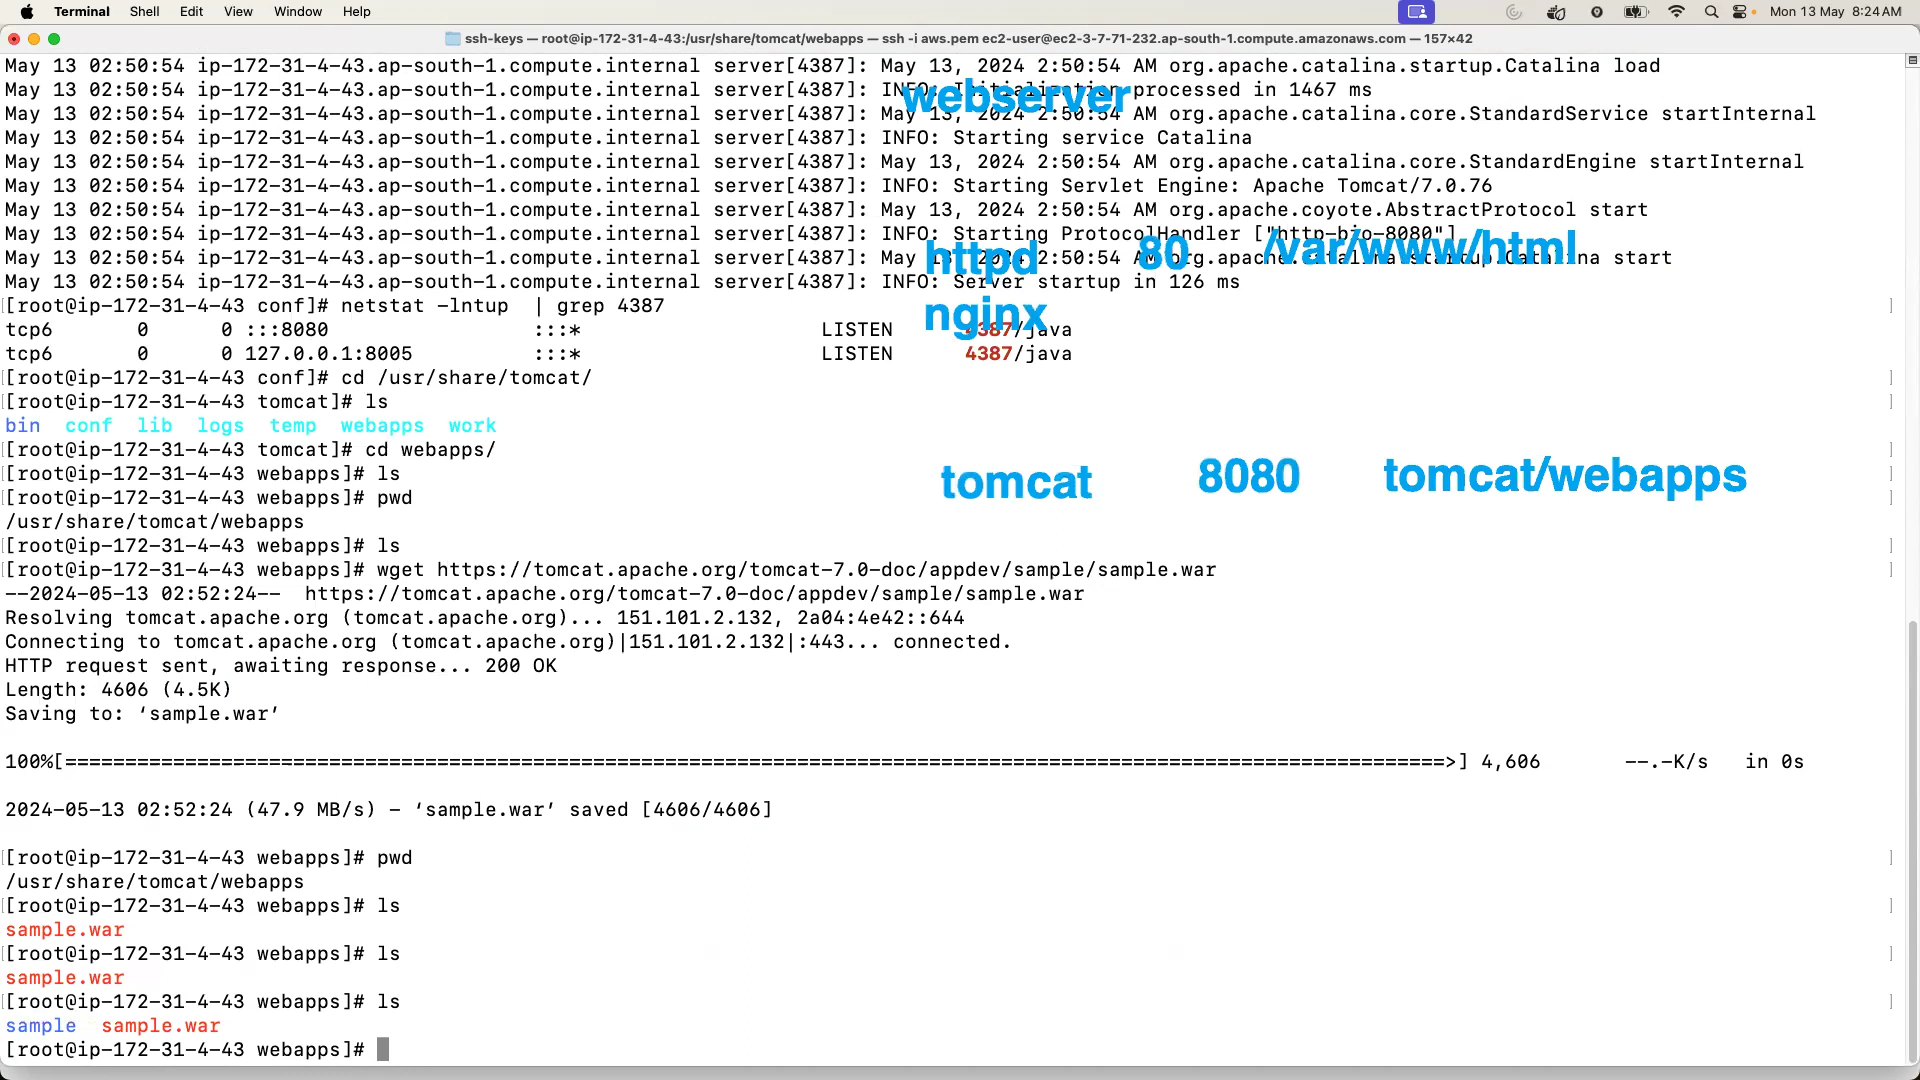 Terminal Shell Edit View Window Help Mon 13 May 8:24 AM
ssh-keys — root@ip-172-31-4-43:/usr/share/tomcat/webapps — ssh -i aws.pem ec2-user@ec2-3-7-71-232.ap-south-1.compute.amazonaws.com — 157×42
May 13 02:50:54 ip-172-31-4-43.ap-south-1.compute.internal server[4387]: May 13, 2024 2:50:54 AM org.apache.catalina.startup.Catalina load
May 13 02:50:54 ip-172-31-4-43.ap-south-1.compute.internal server[4387]: INFO: Initialization processed in 1467 ms
webserver
May 13 02:50:54 ip-172-31-4-43.ap-south-1.compute.internal server[4387]: May 13, 2024 2:50:54 AM org.apache.catalina.core.StandardService startInternal
May 13 02:50:54 ip-172-31-4-43.ap-south-1.compute.internal server[4387]: INFO: Starting service Catalina
May 13 02:50:54 ip-172-31-4-43.ap-south-1.compute.internal server[4387]: May 13, 2024 2:50:54 AM org.apache.catalina.core.StandardEngine startInternal
May 13 02:50:54 ip-172-31-4-43.ap-south-1.compute.internal server[4387]: INFO: Starting Servlet Engine: Apache Tomcat/7.0.76
May 13 02:50:54 ip-172-31-4-43.ap-south-1.compute.internal server[4387]: May 13, 2024 2:50:54 AM org.apache.coyote.AbstractProtocol start
May 13 02:50:54 ip-172-31-4-43.ap-south-1.compute.internal server[4387]: INFO: Starting ProtocolHandler ["http-bio-8080"]
httpd 80 /var/www/html
May 13 02:50:54 ip-172-31-4-43.ap-south-1.compute.internal server[4387]: May 13, 2024 2:50:54 AM org.apache.catalina.startup.Catalina start
May 13 02:50:54 ip-172-31-4-43.ap-south-1.compute.internal server[4387]: INFO: Server startup in 126 ms
[root@ip-172-31-4-43 conf]# netstat -lntup | grep 4387
nginx
tcp6 0 0 :::8080 :::* LISTEN 4387/java
tcp6 0 0 127.0.0.1:8005 :::* LISTEN 4387/java
[root@ip-172-31-4-43 conf]# cd /usr/share/tomcat/
[root@ip-172-31-4-43 tomcat]# ls
bin conf lib logs temp webapps work
[root@ip-172-31-4-43 tomcat]# cd webapps/
[root@ip-172-31-4-43 webapps]# ls
tomcat 8080 tomcat/webapps
[root@ip-172-31-4-43 webapps]# pwd
/usr/share/tomcat/webapps
[root@ip-172-31-4-43 webapps]# ls
[root@ip-172-31-4-43 webapps]# wget https://tomcat.apache.org/tomcat-7.0-doc/appdev/sample/sample.war
--2024-05-13 02:52:24-- https://tomcat.apache.org/tomcat-7.0-doc/appdev/sample/sample.war
Resolving tomcat.apache.org (tomcat.apache.org)... 151.101.2.132, 2a04:4e42::644
Connecting to tomcat.apache.org (tomcat.apache.org)|151.101.2.132|:443... connected.
HTTP request sent, awaiting response... 200 OK
Length: 4606 (4.5K)
Saving to: ‘sample.war’
100%[===================================================================================================================>] 4,606 --.-K/s in 0s
2024-05-13 02:52:24 (47.9 MB/s) - ‘sample.war’ saved [4606/4606]
[root@ip-172-31-4-43 webapps]# pwd
/usr/share/tomcat/webapps
[root@ip-172-31-4-43 webapps]# ls
sample.war
[root@ip-172-31-4-43 webapps]# ls
sample.war
[root@ip-172-31-4-43 webapps]# ls
sample sample.war
[root@ip-172-31-4-43 webapps]#